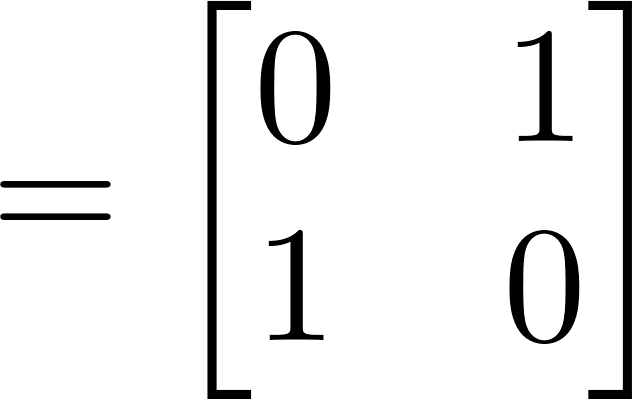 = [0 1
1 0]